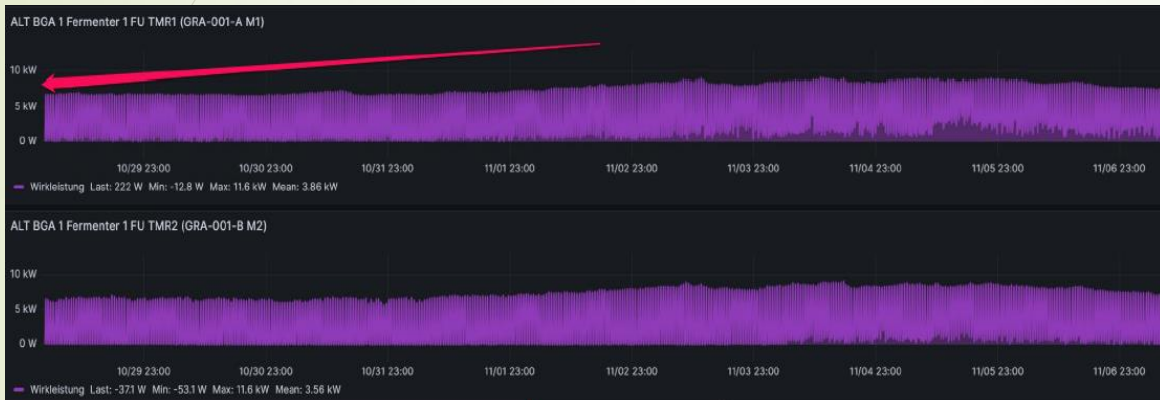 ALT BGA 1 Fermenter 1 FU TMR1 (GRA-001-A M1)
10 kW
5 kW
0 W
10/29 23:00 10/30 23:00 10/31 23:00 11/01 23:00 11/02 23:00 11/03 23:00 11/04 23:00 11/05 23:00 11/06 23:00
Wirkleistung Last: 222 W Min: -12.8 W Max: 11.6 kW Mean: 3.86 kW
ALT BGA 1 Fermenter 1 FU TMR2 (GRA-001-B M2)
10 kW
5 kW
0 W
10/29 23:00 10/30 23:00 10/31 23:00 11/01 23:00 11/02 23:00 11/03 23:00 11/04 23:00 11/05 23:00 11/06 23:00
Wirkleistung Last: -37.1 W Min: -53.1 W Max: 11.6 kW Mean: 3.56 kW